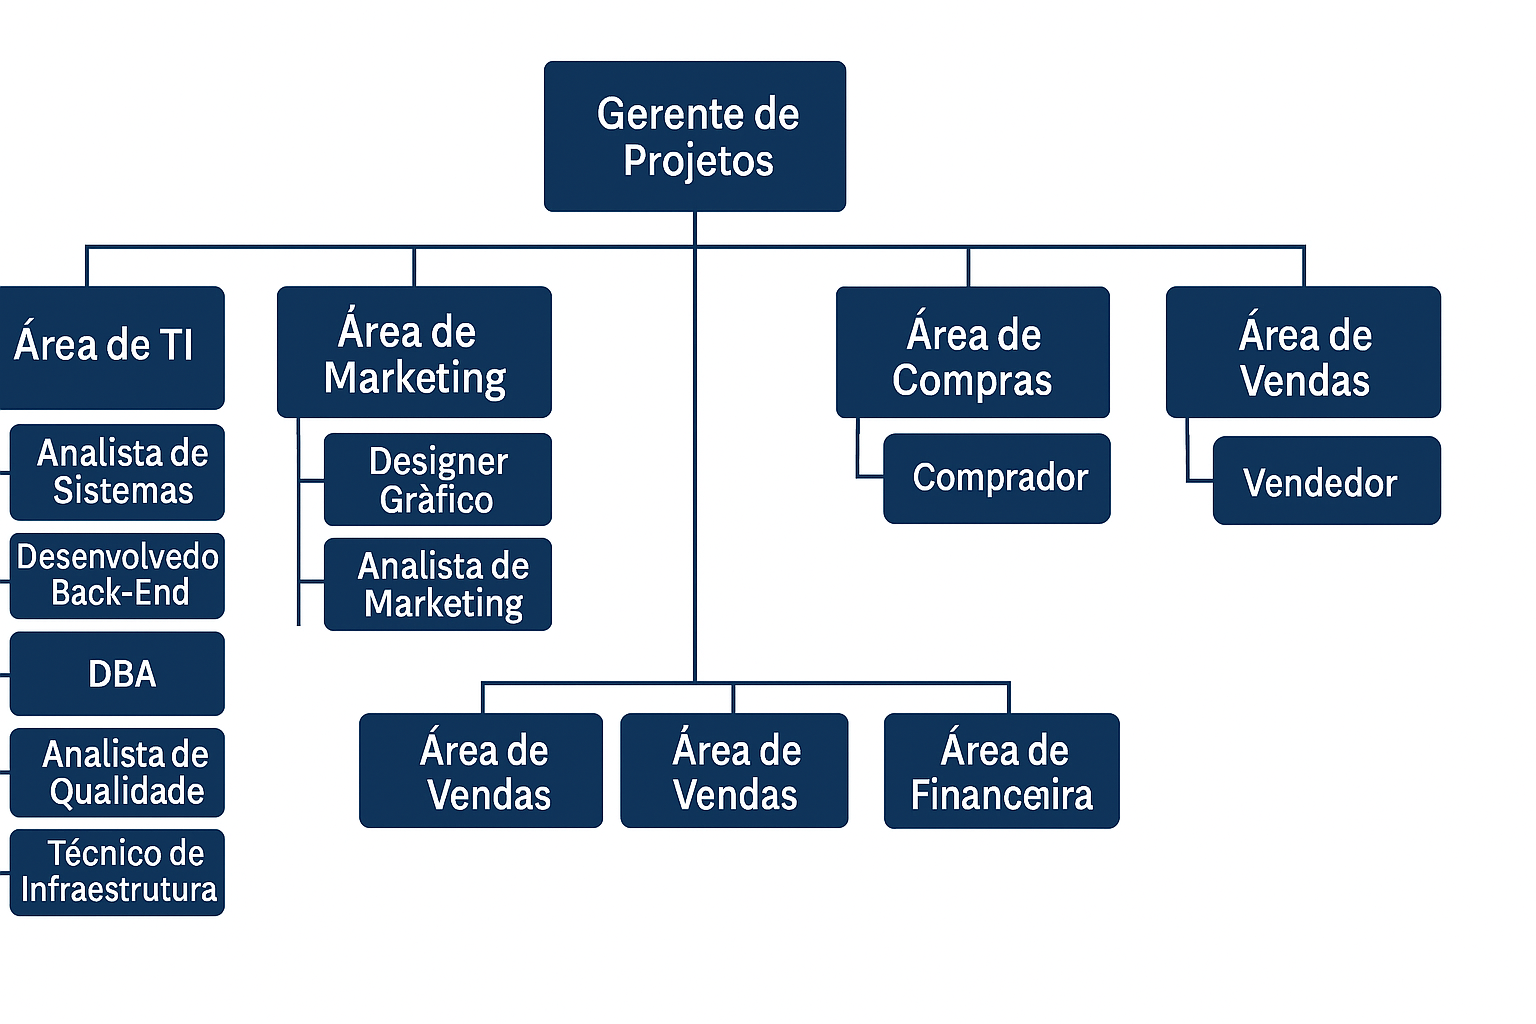 Gerente de
Projetos
Área de TI
Analista de
Sistemas
Desenvolvedo
Back-End
DBA
Analista de
Qualidade
Técnico de
Infraestrutura
Área de
Marketing
Designer
Gràfico
Analista de
Marketing
Área de
Compras
Comprador
Área de
Vendas
Vendedor
Área de
Vendas
Área de
Vendas
Área de
Financeıira